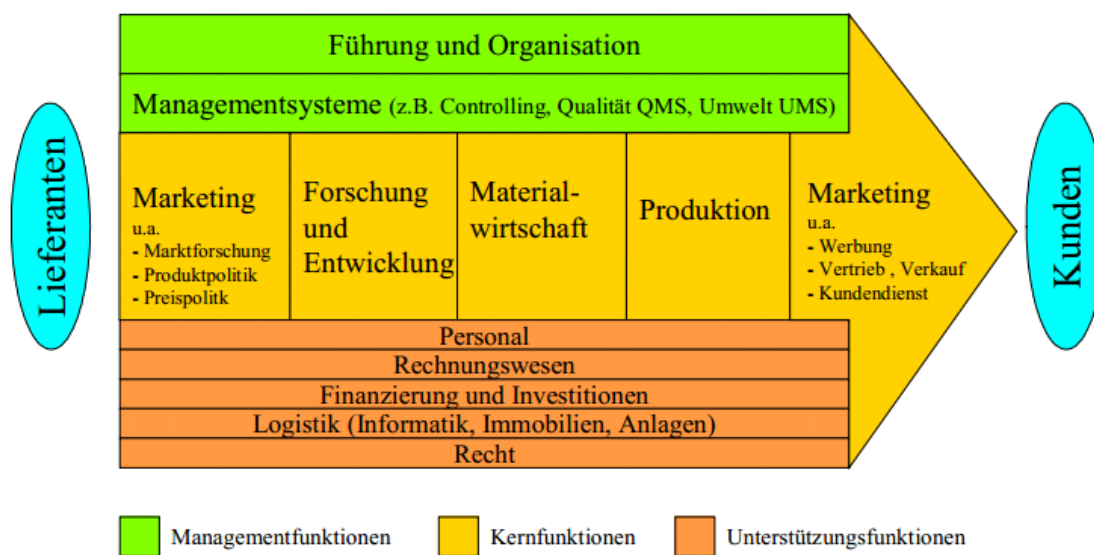 Führung und Organisation
Managementsysteme (z.B. Controlling, Qualität QMS, Umwelt UMS)
Lieferanten
Marketing
u.a.
- Marktforschung
- Produktpolitik
- Preispolitk
Forschung
und
Entwicklung
Material-
wirtschaft
Produktion
Marketing
u.a.
- Werbung
- Vertrieb , Verkauf
- Kundendienst
Kunden
Personal
Rechnungswesen
Finanzierung und Investitionen
Logistik (Informatik, Immobilien, Anlagen)
Recht
Managementfunktionen
Kernfunktionen
Unterstützungsfunktionen